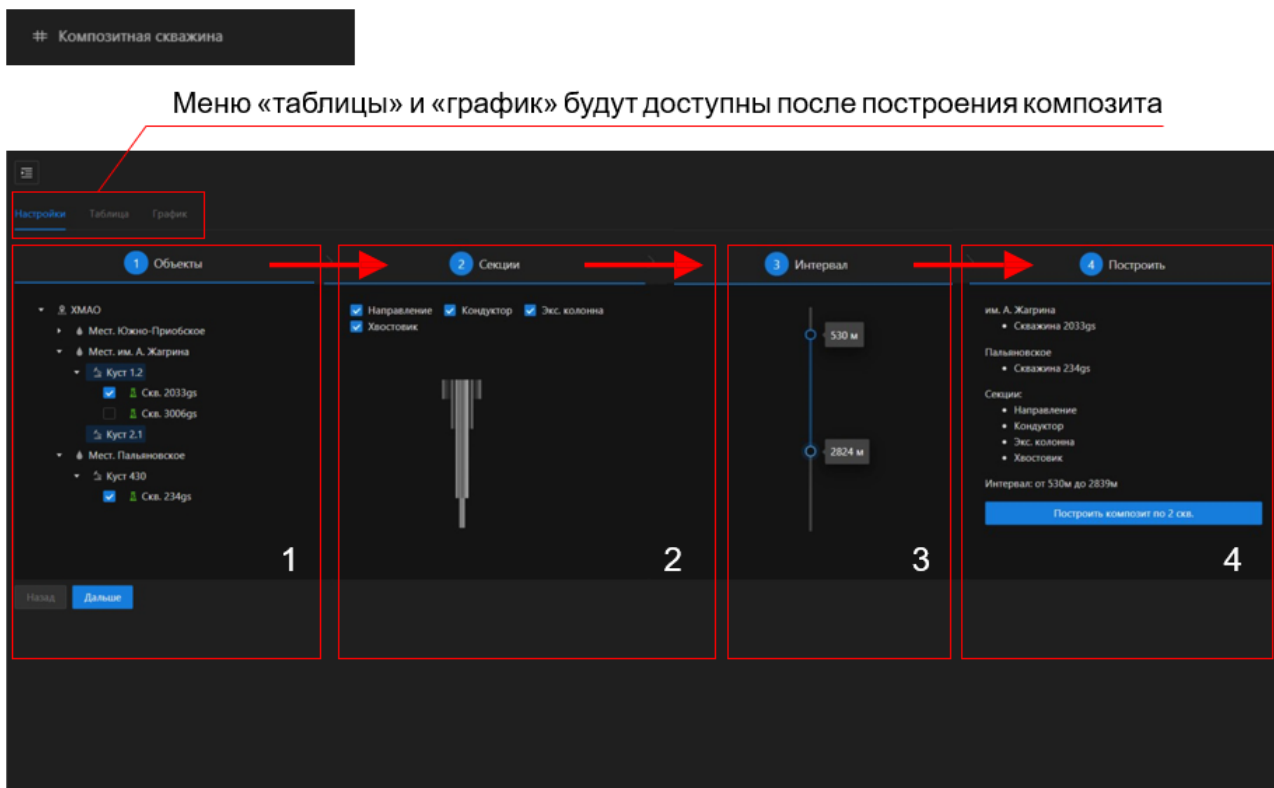 Композитная скважина
Меню «таблицы» и «график» будут доступны после построения композита
Настройки Таблица График
1 Объекты
ХМАО
Мест. Южно-Приобское
Мест. им. А. Жагрина
Куст 1.2
Скв. 2033gs
Скв. 3006gs
Куст 2.1
Мест. Пальяновское
Куст 430
Скв. 234gs
1
Назад Дальше
2 Секции
Направление Кондуктор Экс. колонна
Хвостовик
2
3 Интервал
530 м
2824 м
3
4 Построить
им. А. Жагрина
• Скважина 2033gs
Пальяновское
• Скважина 234gs
Секции:
• Направление
• Кондуктор
• Экс. колонна
• Хвостовик
Интервал: от 530м до 2839м
Построить композит по 2 скв.
4